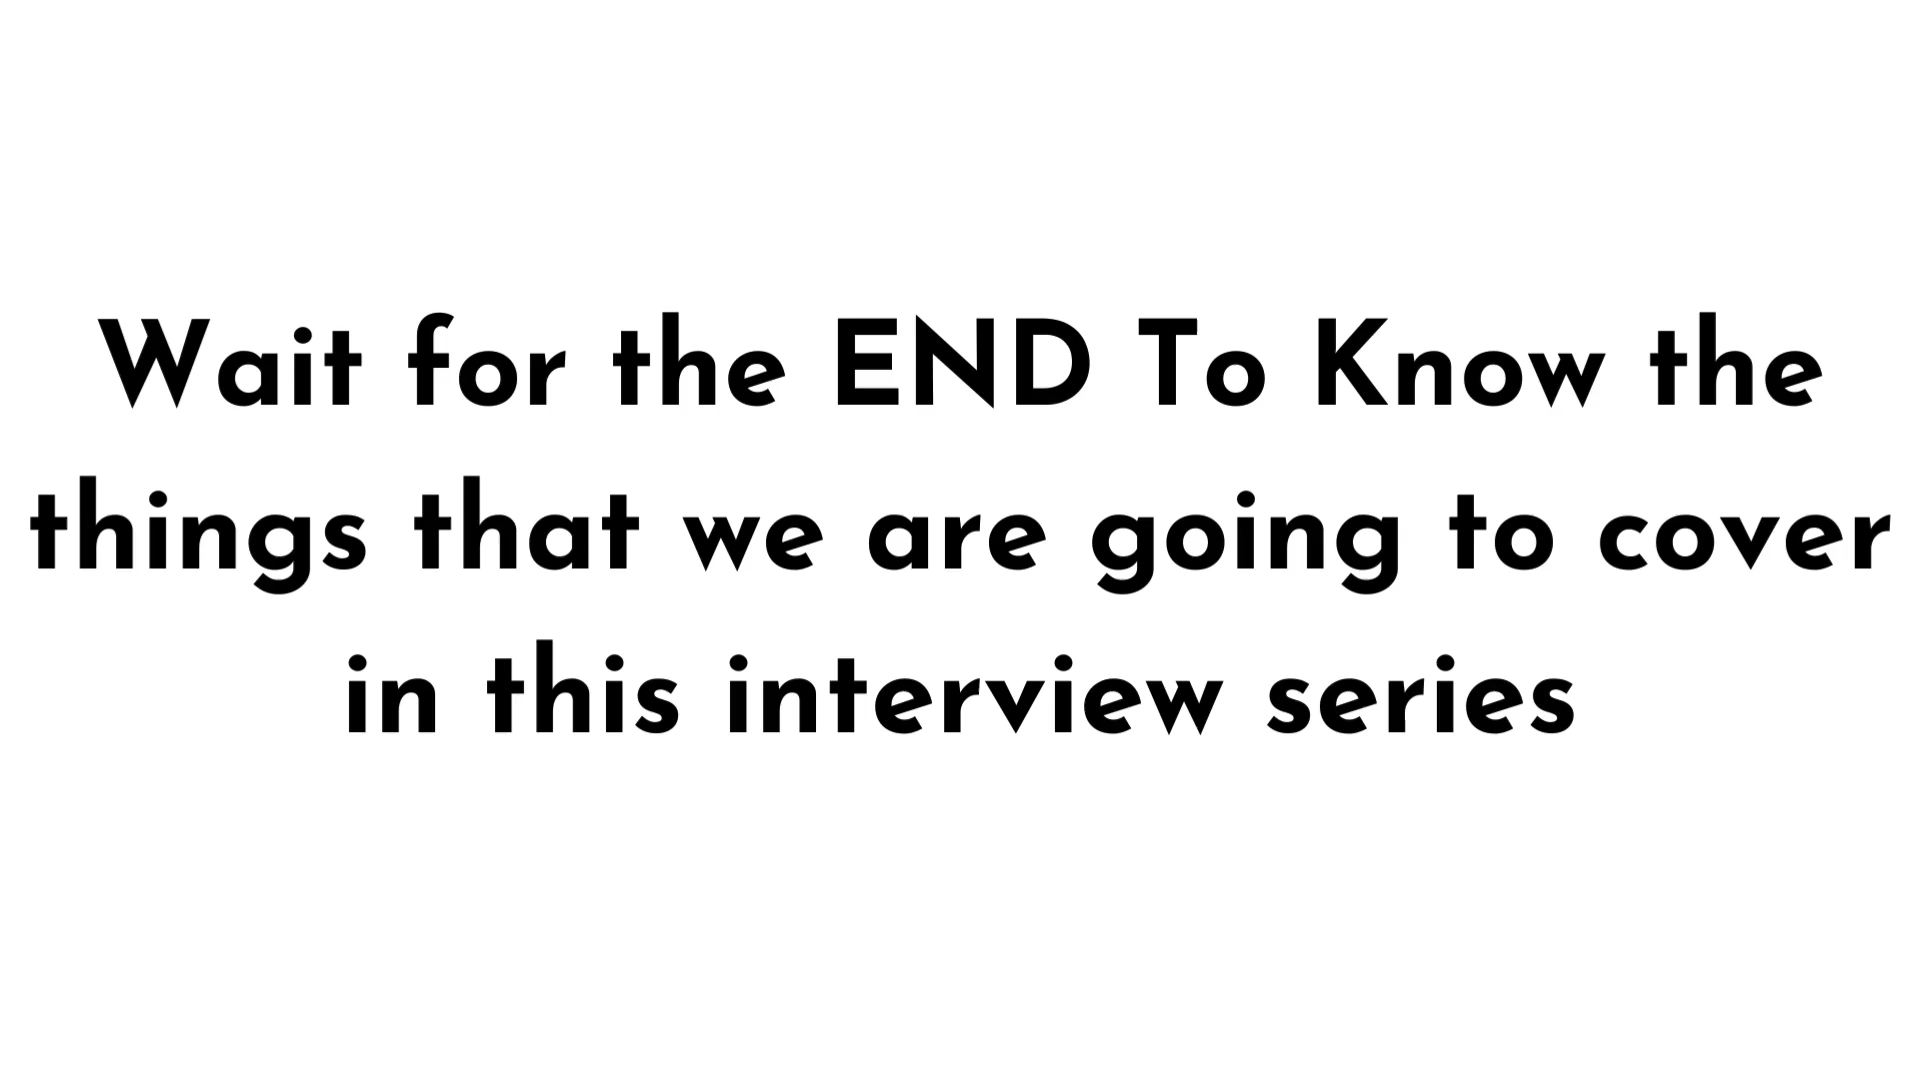 Wait for the END To Know the
things that we are going to cover
in this interview series